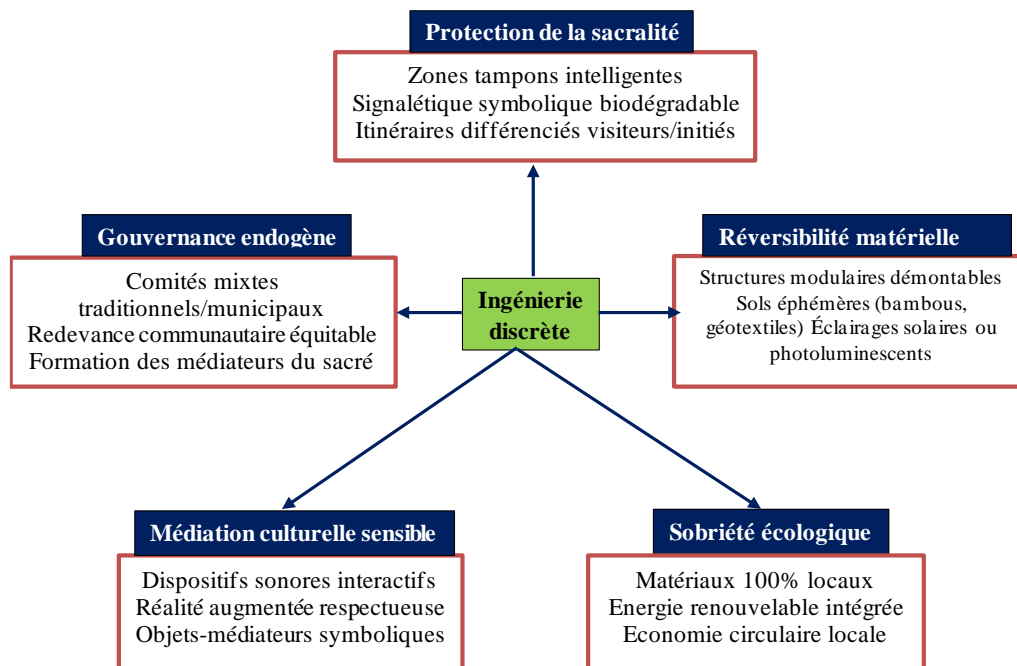 Protection de la sacralité
Zones tampons intelligentes
Signalétique symbolique biodégradable
Itinéraires différenciés visiteurs/initiés
Gouvernance endogène
Comités mixtes
traditionnels/municipaux
Redevance communautaire équitable
Formation des médiateurs du sacré
Ingénierie
discrète
Réversibilité matérielle
Structures modulaires démontables
Sols éphémères (bambous,
géotextiles) Éclairages solaires ou
photoluminescents
Médiation culturelle sensible
Dispositifs sonores interactifs
Réalité augmentée respectueuse
Objets-médiateurs symboliques
Sobriété écologique
Matériaux 100% locaux
Energie renouvelable intégrée
Economie circulaire locale